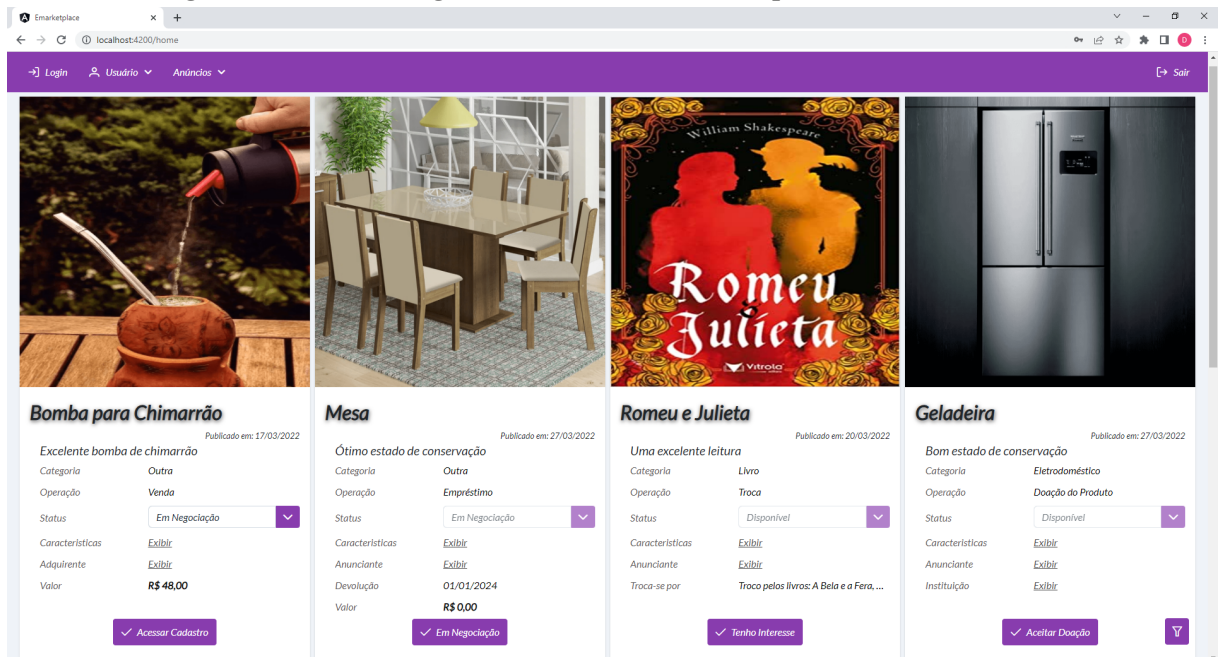 Emarketplace
localhost:4200/home
D
Login Usuário Anúncios Sair
William Shakespeare
Romeu
Julieta
Vitrola
Bomba para Chimarrão
Publicado em: 17/03/2022
Excelente bomba de chimarrão
Categoria Outra
Operação Venda
Status Em Negociação
Características Exibir
Adquirente Exibir
Valor R$ 48,00
Acessar Cadastro
Mesa
Publicado em: 27/03/2022
Ótimo estado de conservação
Categoria Outra
Operação Empréstimo
Status Em Negociação
Características Exibir
Anunciante Exibir
Devolução 01/01/2024
Valor R$ 0,00
Em Negociação
Romeu e Julieta
Publicado em: 20/03/2022
Uma excelente leitura
Categoria Livro
Operação Troca
Status Disponível
Características Exibir
Anunciante Exibir
Troca-se por Troco pelos livros: A Bela e a Fera, ...
Tenho Interesse
Geladeira
Publicado em: 27/03/2022
Bom estado de conservação
Categoria Eletrodoméstico
Operação Doação do Produto
Status Disponível
Características Exibir
Anunciante Exibir
Instituição Exibir
Aceitar Doação